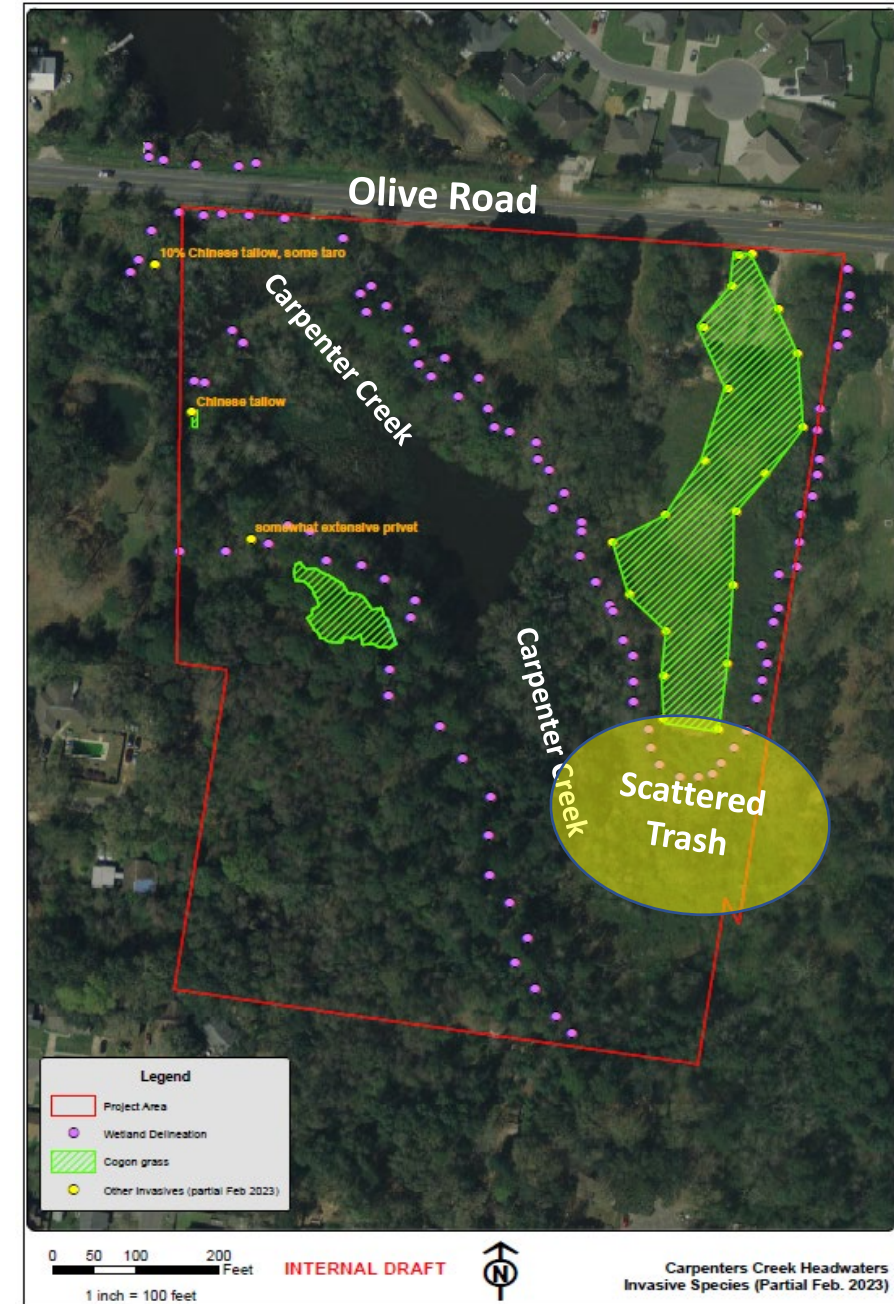 Olive Road
10% Chinese tallow, some taro
Carpenter Creek
Chinese tallow
somewhat extensive privet
Carpenter Creek
Scattered
Trash
Legend
Project Area
Wetland Delineation
Cogon grass
Other Invasives (partial Feb 2023)
0 50 100 200
Feet
1 inch = 100 feet
INTERNAL DRAFT
N
Carpenters Creek Headwaters
Invasive Species (Partial Feb. 2023)